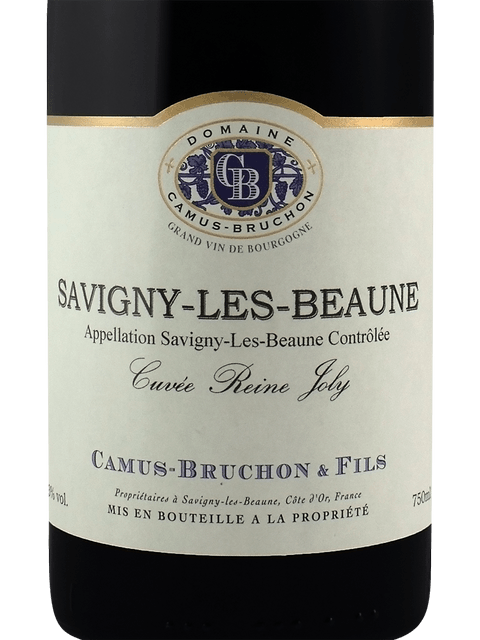 DOMAINE
CB
CAMUS-BRUCHON
GRAND VIN DE BOURGOGNE
SAVIGNY-LES-BEAUNE
Appellation Savigny-Les-Beaune Contrôlée
Cuvée Reine Joly
CAMUS-BRUCHON & FILS
Propriétaires à Savigny-les-Beaune, Côte d'Or, France
% vol. 750ml
MIS EN BOUTEILLE A LA PROPRIÉTÉ